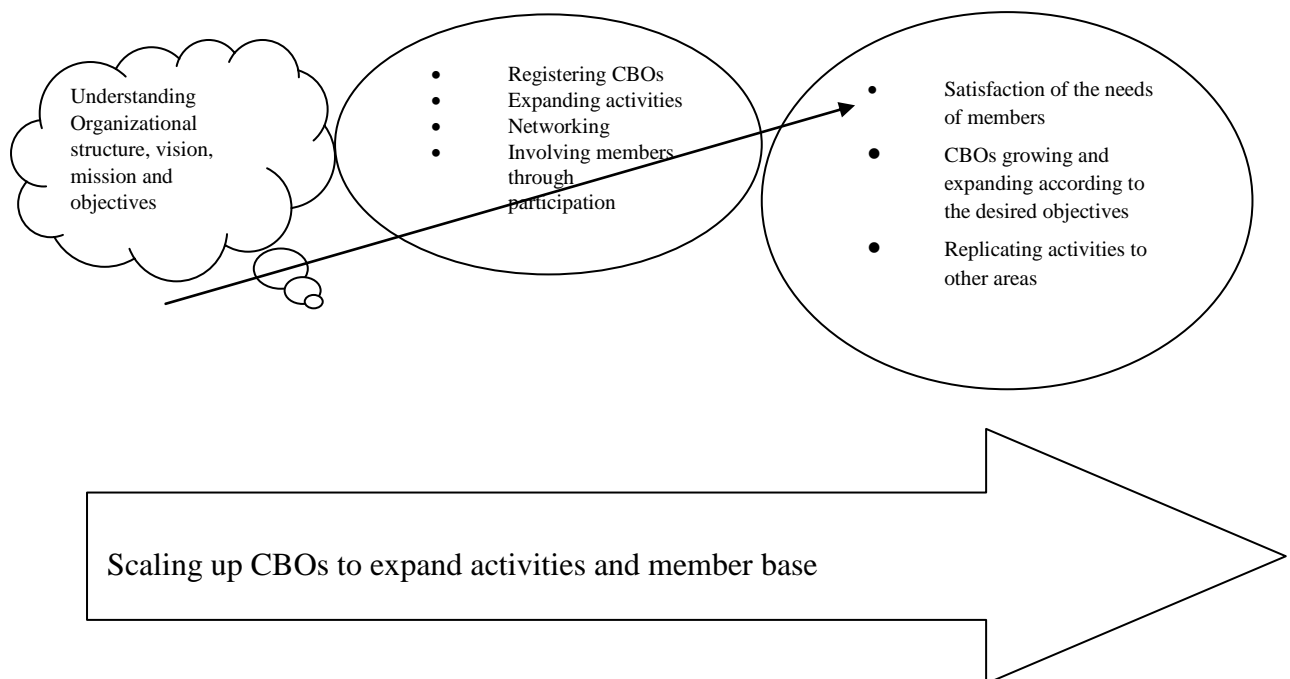 Understanding
Organizational
structure, vision,
mission and
objectives
• Registering CBOs
• Expanding activities
• Networking
• Involving members
through
participation
• Satisfaction of the needs
of members
• CBOs growing and
expanding according to
the desired objectives
• Replicating activities to
other areas
Scaling up CBOs to expand activities and member base